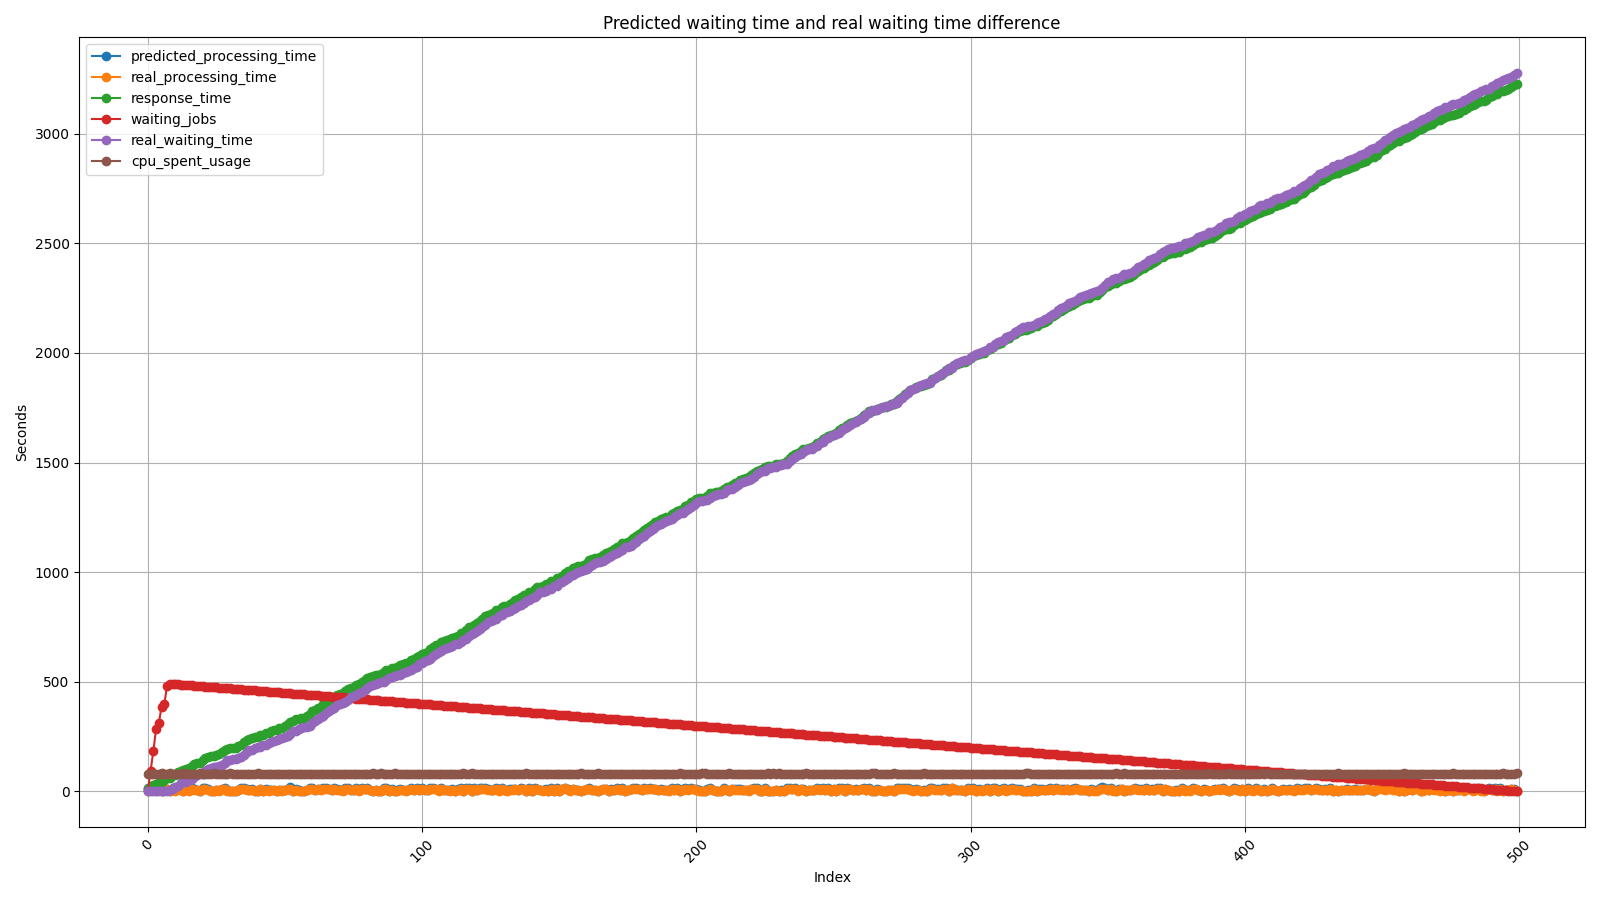 Predicted waiting time and real waiting time difference
predicted_processing_time
real_processing_time
response_time
waiting_jobs
real_waiting_time
cpu_spent_usage
3000
2500
2000
1500
1000
500
0
Seconds
0
100
200
300
400
500
Index